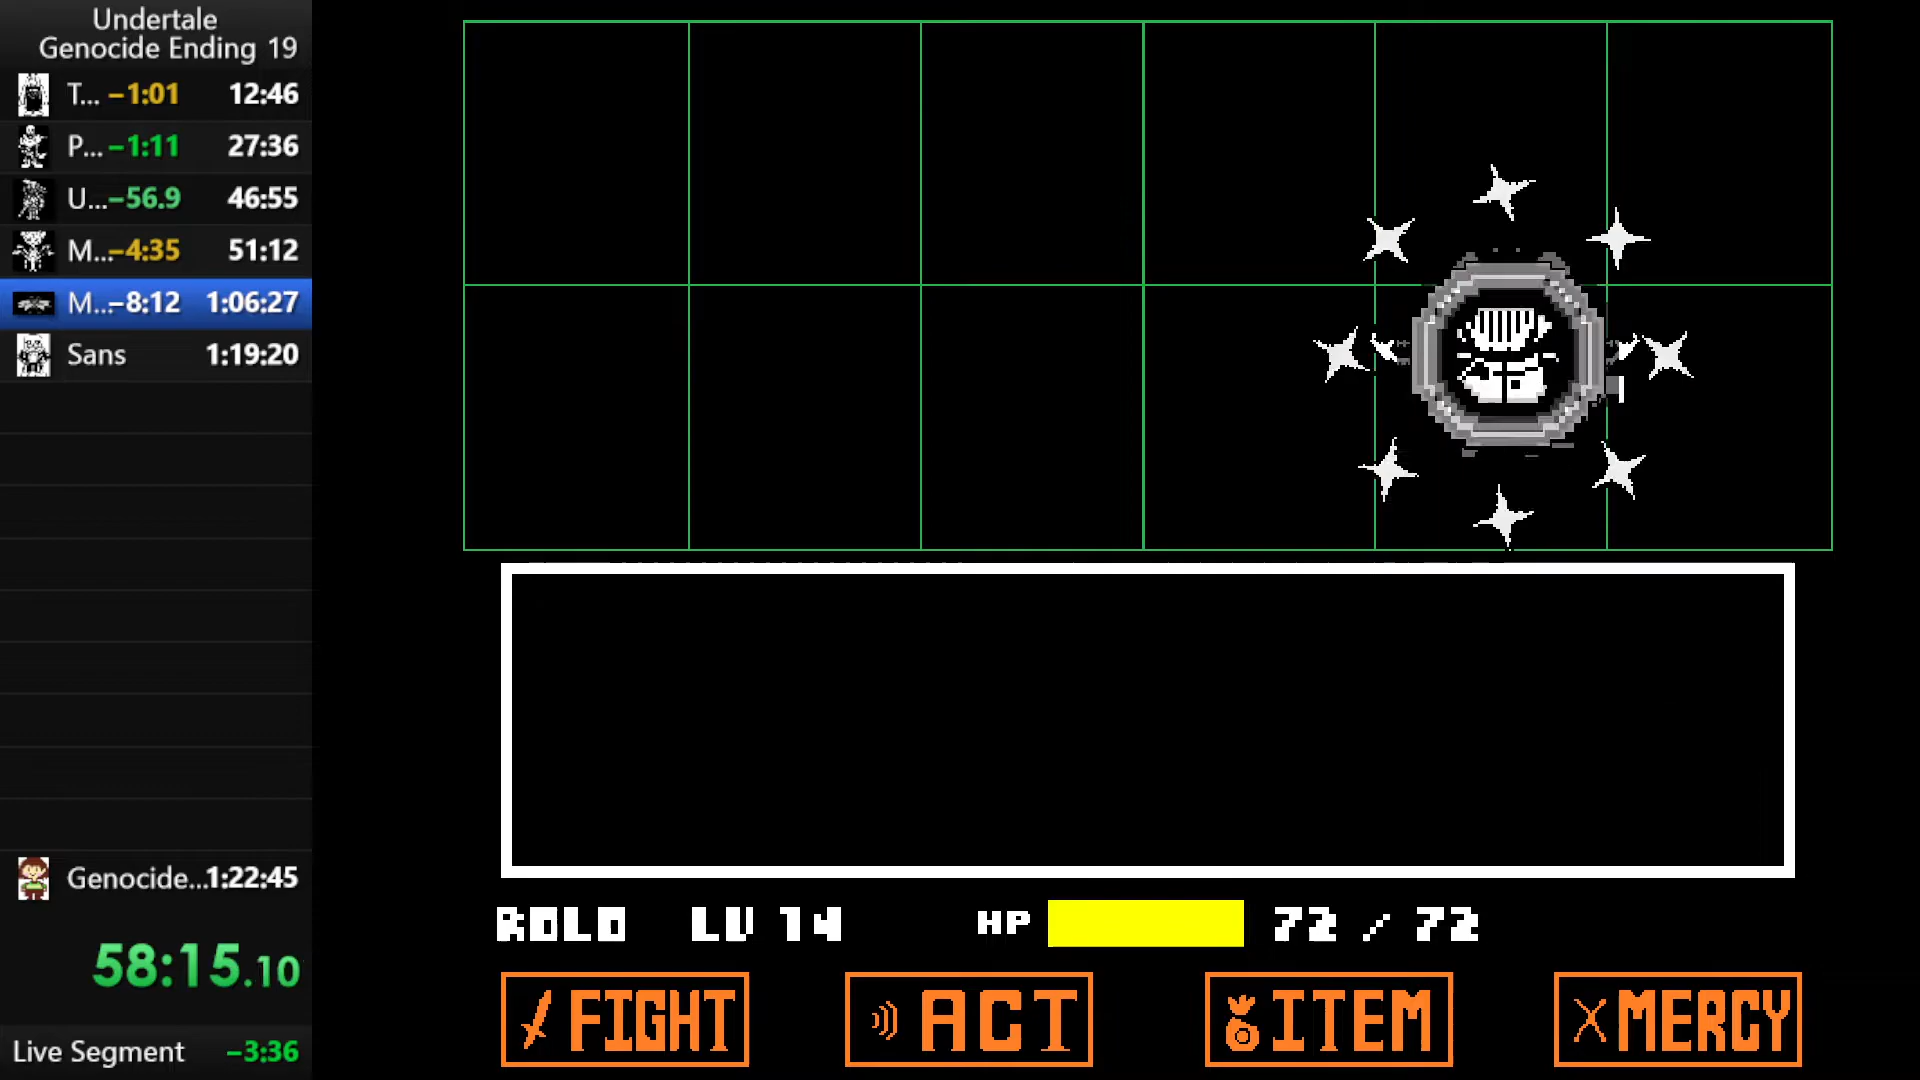 Undertale
Genocide Ending 19
T... −1:01 12:46
P... −1:11 27:36
U...−56.9 46:55
M...−4:35 51:12
M...−8:12 1:06:27
Sans 1:19:20
Genocide...1:22:45
58:15.10
Live Segment −3:36
ROLO LV 14 HP 72 / 72
FIGHT ACT ITEM MERCY